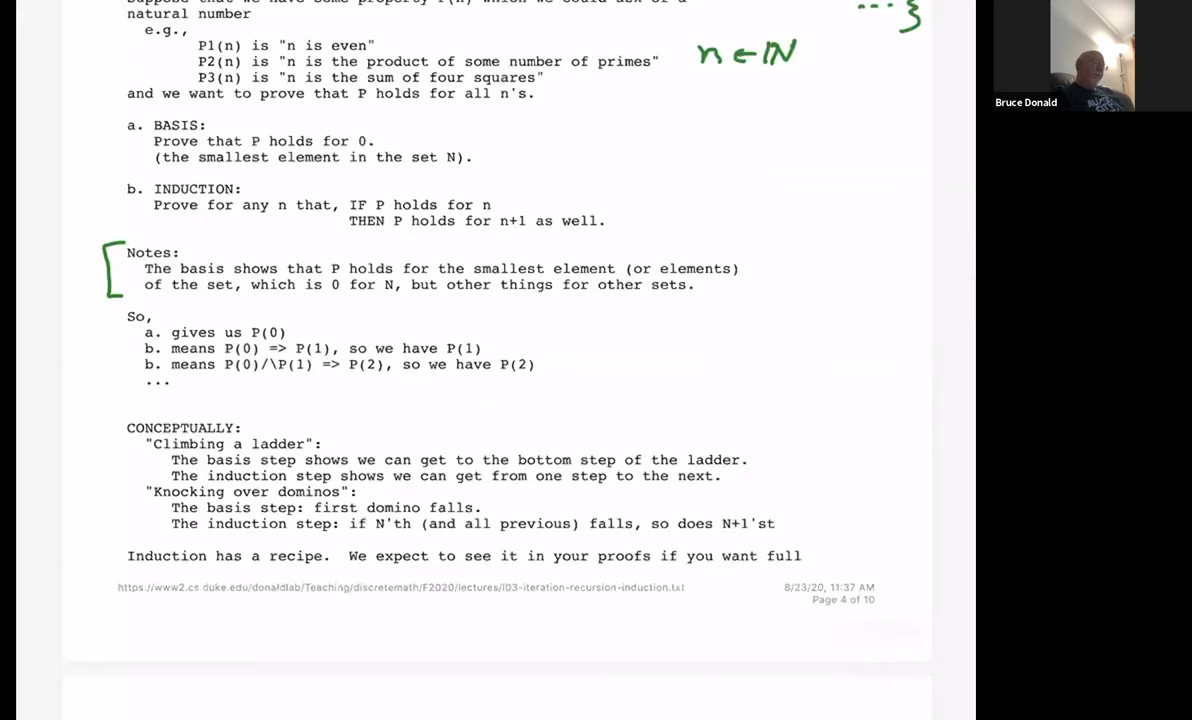 natural number
e.g.,
P1(n) is "n is even"
P2(n) is "n is the product of some number of primes"
P3(n) is "n is the sum of four squares"
and we want to prove that P holds for all n's.
... }
n ∈ ℕ
Bruce Donald
a. BASIS:
Prove that P holds for 0.
(the smallest element in the set N).
b. INDUCTION:
Prove for any n that, IF P holds for n
THEN P holds for n+1 as well.
Notes:
The basis shows that P holds for the smallest element (or elements)
of the set, which is 0 for N, but other things for other sets.
So,
a. gives us P(0)
b. means P(0) => P(1), so we have P(1)
b. means P(0)/\P(1) => P(2), so we have P(2)
...
CONCEPTUALLY:
"Climbing a ladder":
The basis step shows we can get to the bottom step of the ladder.
The induction step shows we can get from one step to the next.
"Knocking over dominos":
The basis step: first domino falls.
The induction step: if N'th (and all previous) falls, so does N+1'st
Induction has a recipe. We expect to see it in your proofs if you want full
https://www2.cs.duke.edu/donaldlab/Teaching/discretemath/F2020/lectures/l03-iteration-recursion-induction.txt
8/23/20, 11:37 AM
Page 4 of 10